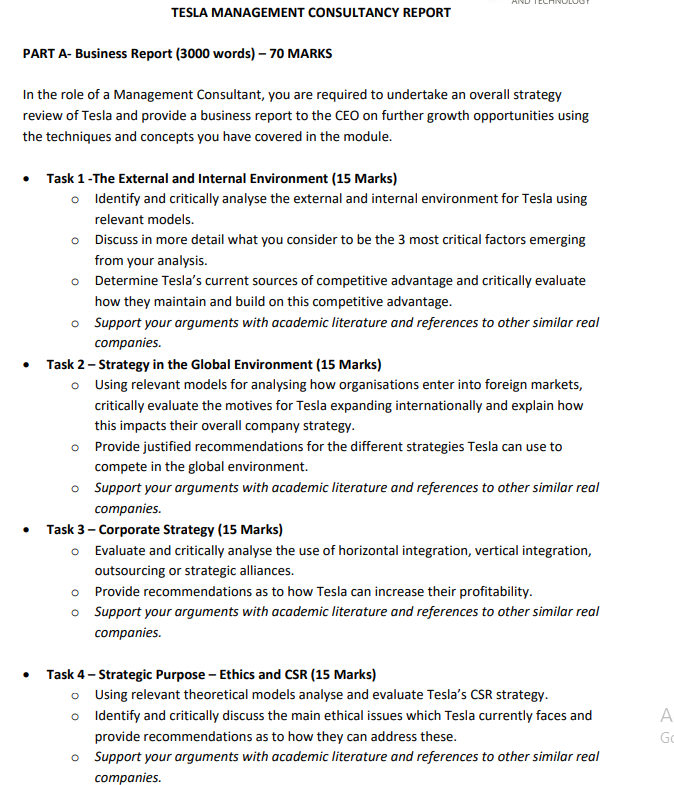 AND TECHNOLOGY
TESLA MANAGEMENT CONSULTANCY REPORT
PART A- Business Report (3000 words) – 70 MARKS
In the role of a Management Consultant, you are required to undertake an overall strategy
review of Tesla and provide a business report to the CEO on further growth opportunities using
the techniques and concepts you have covered in the module.
• Task 1 -The External and Internal Environment (15 Marks)
o Identify and critically analyse the external and internal environment for Tesla using
relevant models.
o Discuss in more detail what you consider to be the 3 most critical factors emerging
from your analysis.
o Determine Tesla's current sources of competitive advantage and critically evaluate
how they maintain and build on this competitive advantage.
o Support your arguments with academic literature and references to other similar real
companies.
• Task 2 – Strategy in the Global Environment (15 Marks)
o Using relevant models for analysing how organisations enter into foreign markets,
critically evaluate the motives for Tesla expanding internationally and explain how
this impacts their overall company strategy.
o Provide justified recommendations for the different strategies Tesla can use to
compete in the global environment.
o Support your arguments with academic literature and references to other similar real
companies.
• Task 3 – Corporate Strategy (15 Marks)
o Evaluate and critically analyse the use of horizontal integration, vertical integration,
outsourcing or strategic alliances.
o Provide recommendations as to how Tesla can increase their profitability.
o Support your arguments with academic literature and references to other similar real
companies.
• Task 4 – Strategic Purpose – Ethics and CSR (15 Marks)
o Using relevant theoretical models analyse and evaluate Tesla's CSR strategy.
o Identify and critically discuss the main ethical issues which Tesla currently faces and
provide recommendations as to how they can address these.
o Support your arguments with academic literature and references to other similar real
companies.